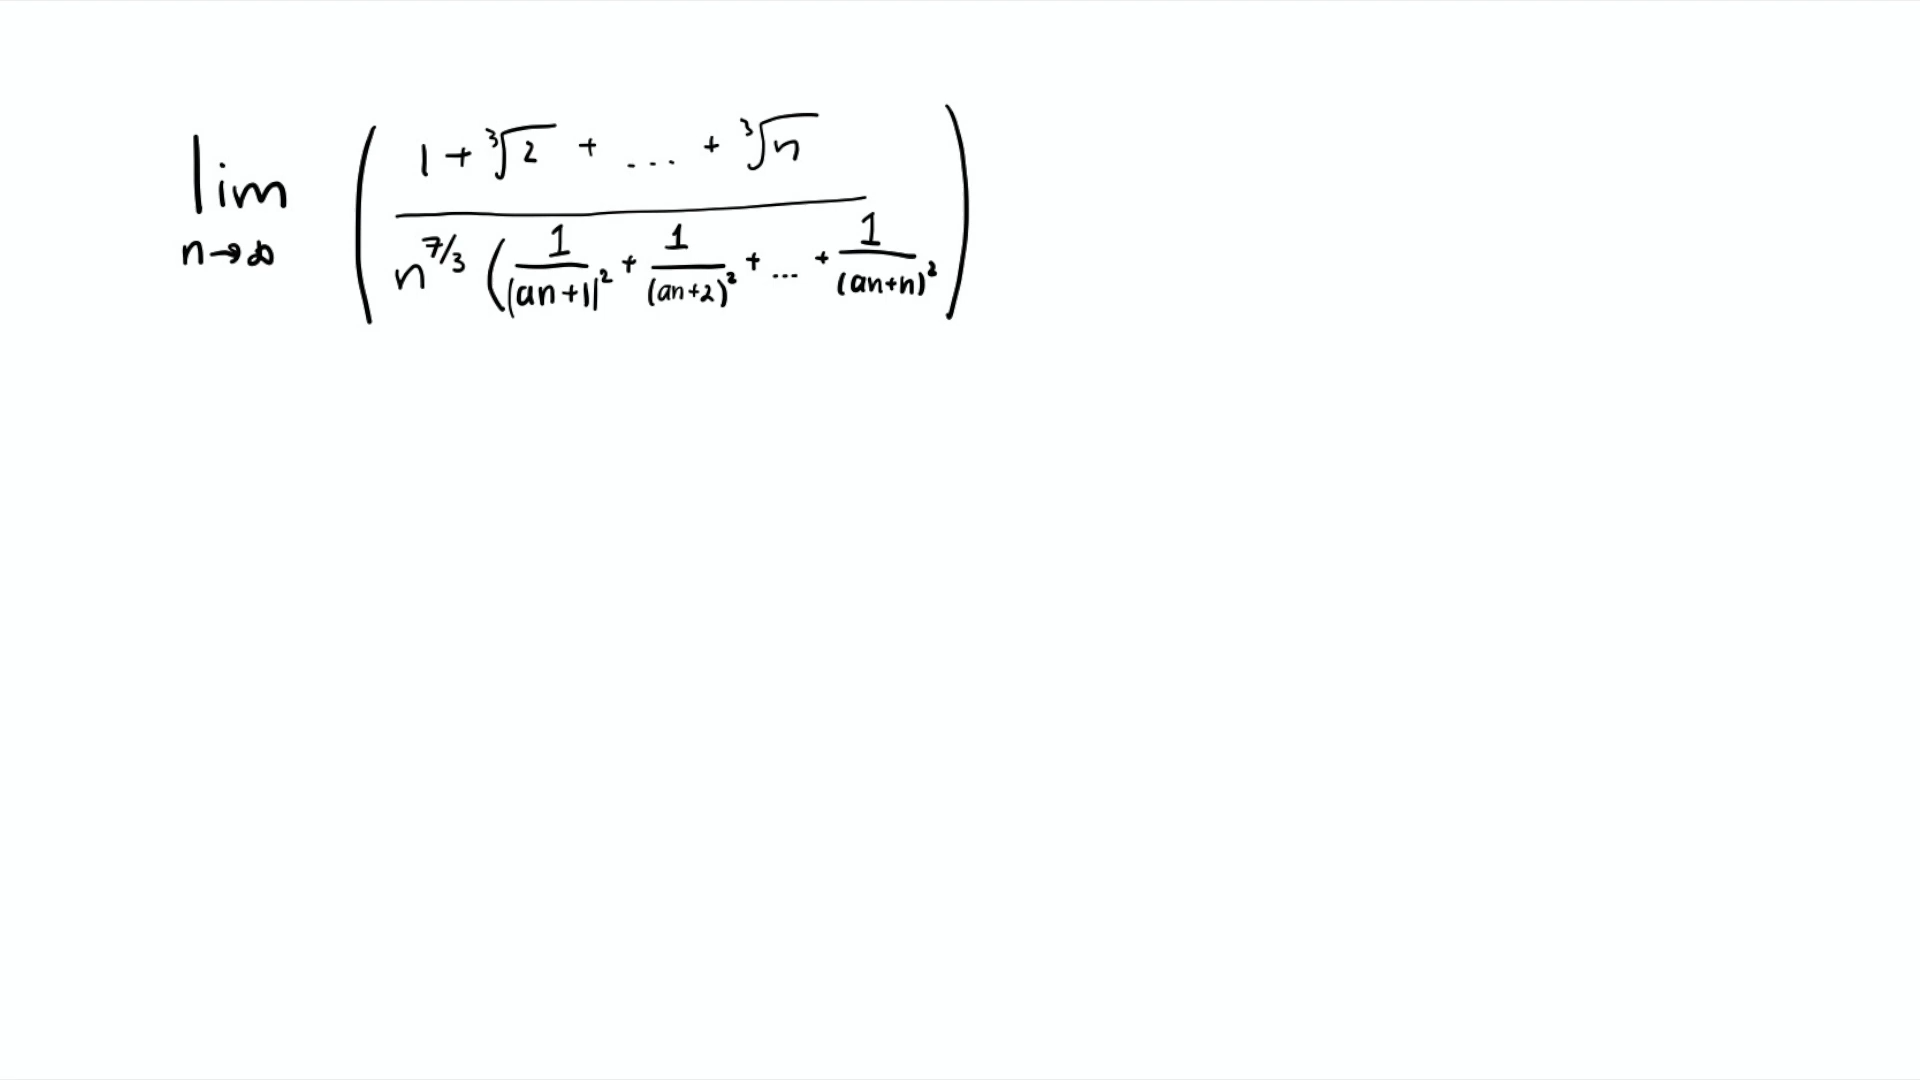 lim n→∞ ( (1 + ∛2 + ... + ∛n) / (n^{7/3} ( 1/(an+1)² + 1/(an+2)² + ... + 1/(an+n)² ) )